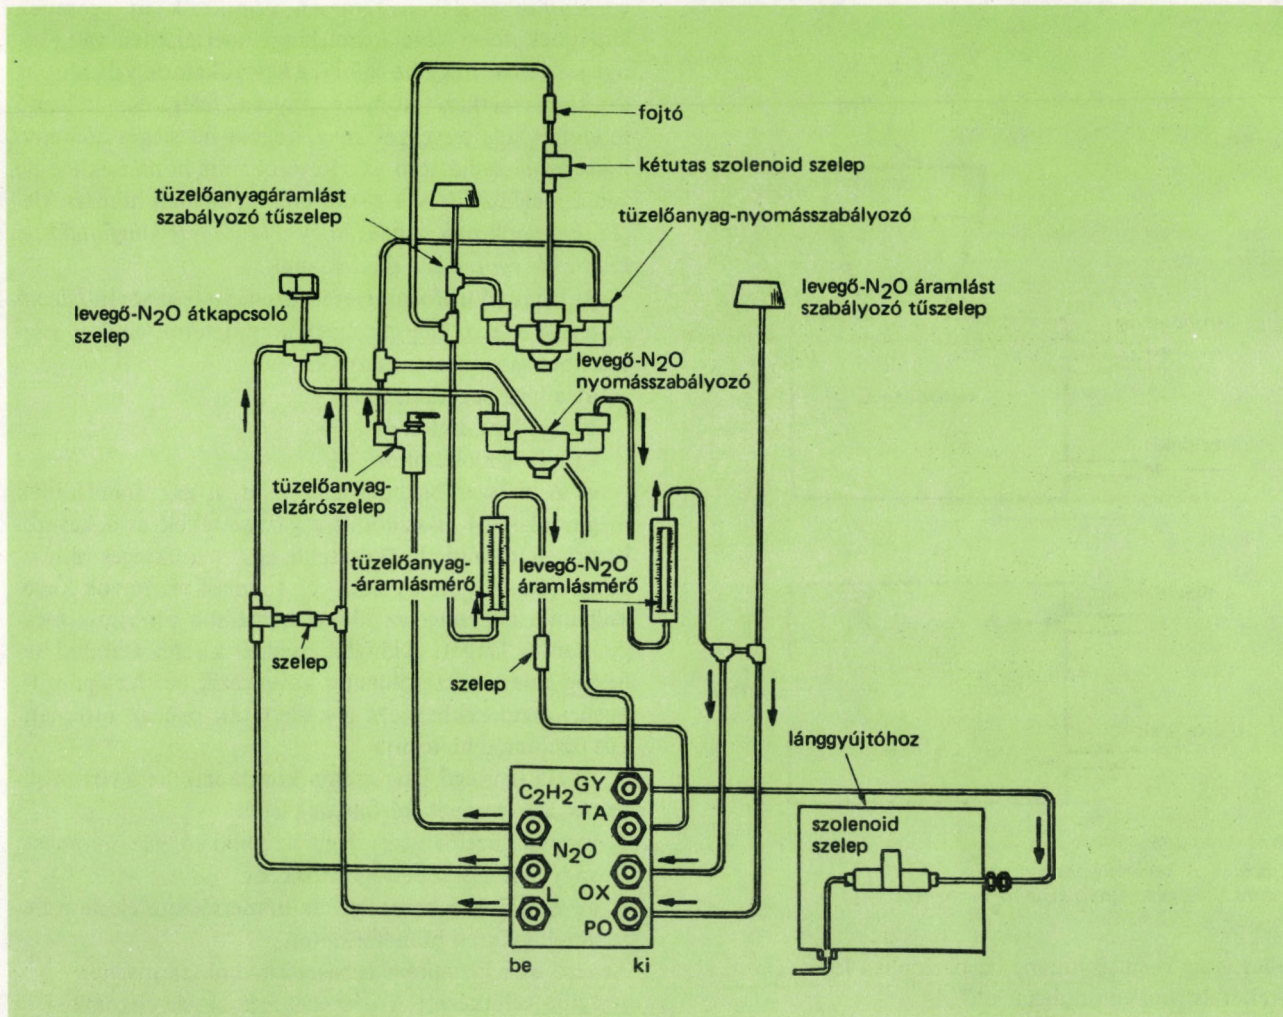 fojtó
kétutas szolenoid szelep
tüzelőanyagáramlást
szabályozó tűszelep
tüzelőanyag-nyomásszabályozó
levegő-N2O áramlást
szabályozó tűszelep
levegő-N2O átkapcsoló
szelep
levegő-N2O
nyomásszabályozó
tüzelőanyag-
elzárószelep
tüzelőanyag-
-áramlásmérő
levegő-N2O
áramlásmérő
szelep
szelep
lánggyújtóhoz
szolenoid
szelep
C2H2
GY
TA
N2O
OX
L
PO
be
ki